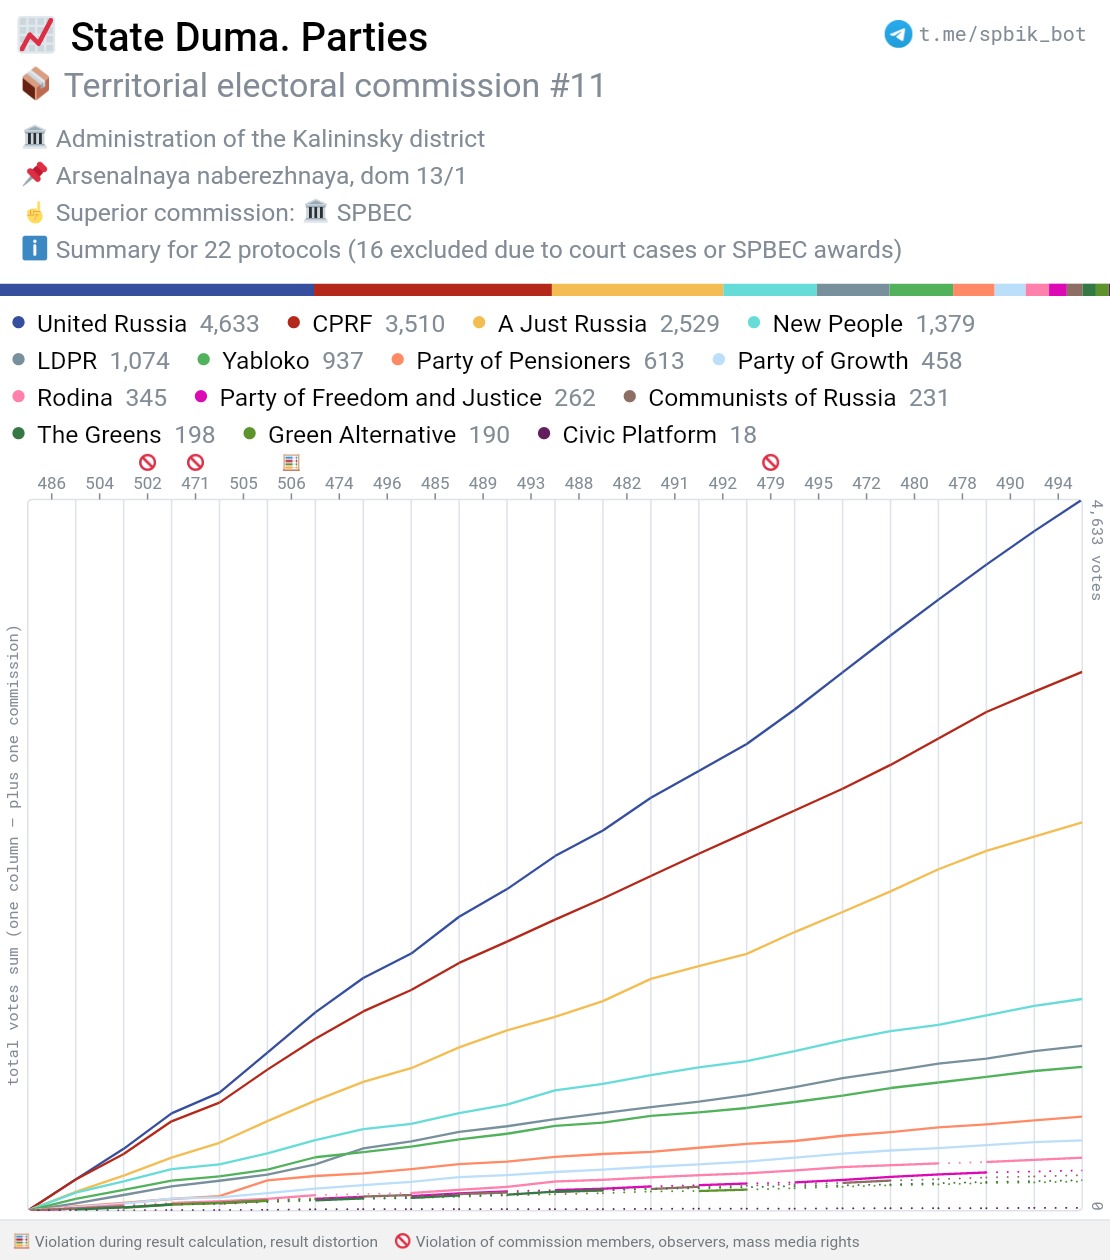 State Duma. Parties
t.me/spbik_bot
Territorial electoral commission #11
Administration of the Kalininsky district
Arsenalnaya naberezhnaya, dom 13/1
Superior commission: SPBEC
Summary for 22 protocols (16 excluded due to court cases or SPBEC awards)
United Russia 4,633 CPRF 3,510 A Just Russia 2,529 New People 1,379
LDPR 1,074 Yabloko 937 Party of Pensioners 613 Party of Growth 458
Rodina 345 Party of Freedom and Justice 262 Communists of Russia 231
The Greens 198 Green Alternative 190 Civic Platform 18
486 504 502 471 505 506 474 496 485 489 493 488 482 491 492 479 495 472 480 478 490 494
4,633 votes
total votes sum (one column – plus one commission)
0
Violation during result calculation, result distortion Violation of commission members, observers, mass media rights